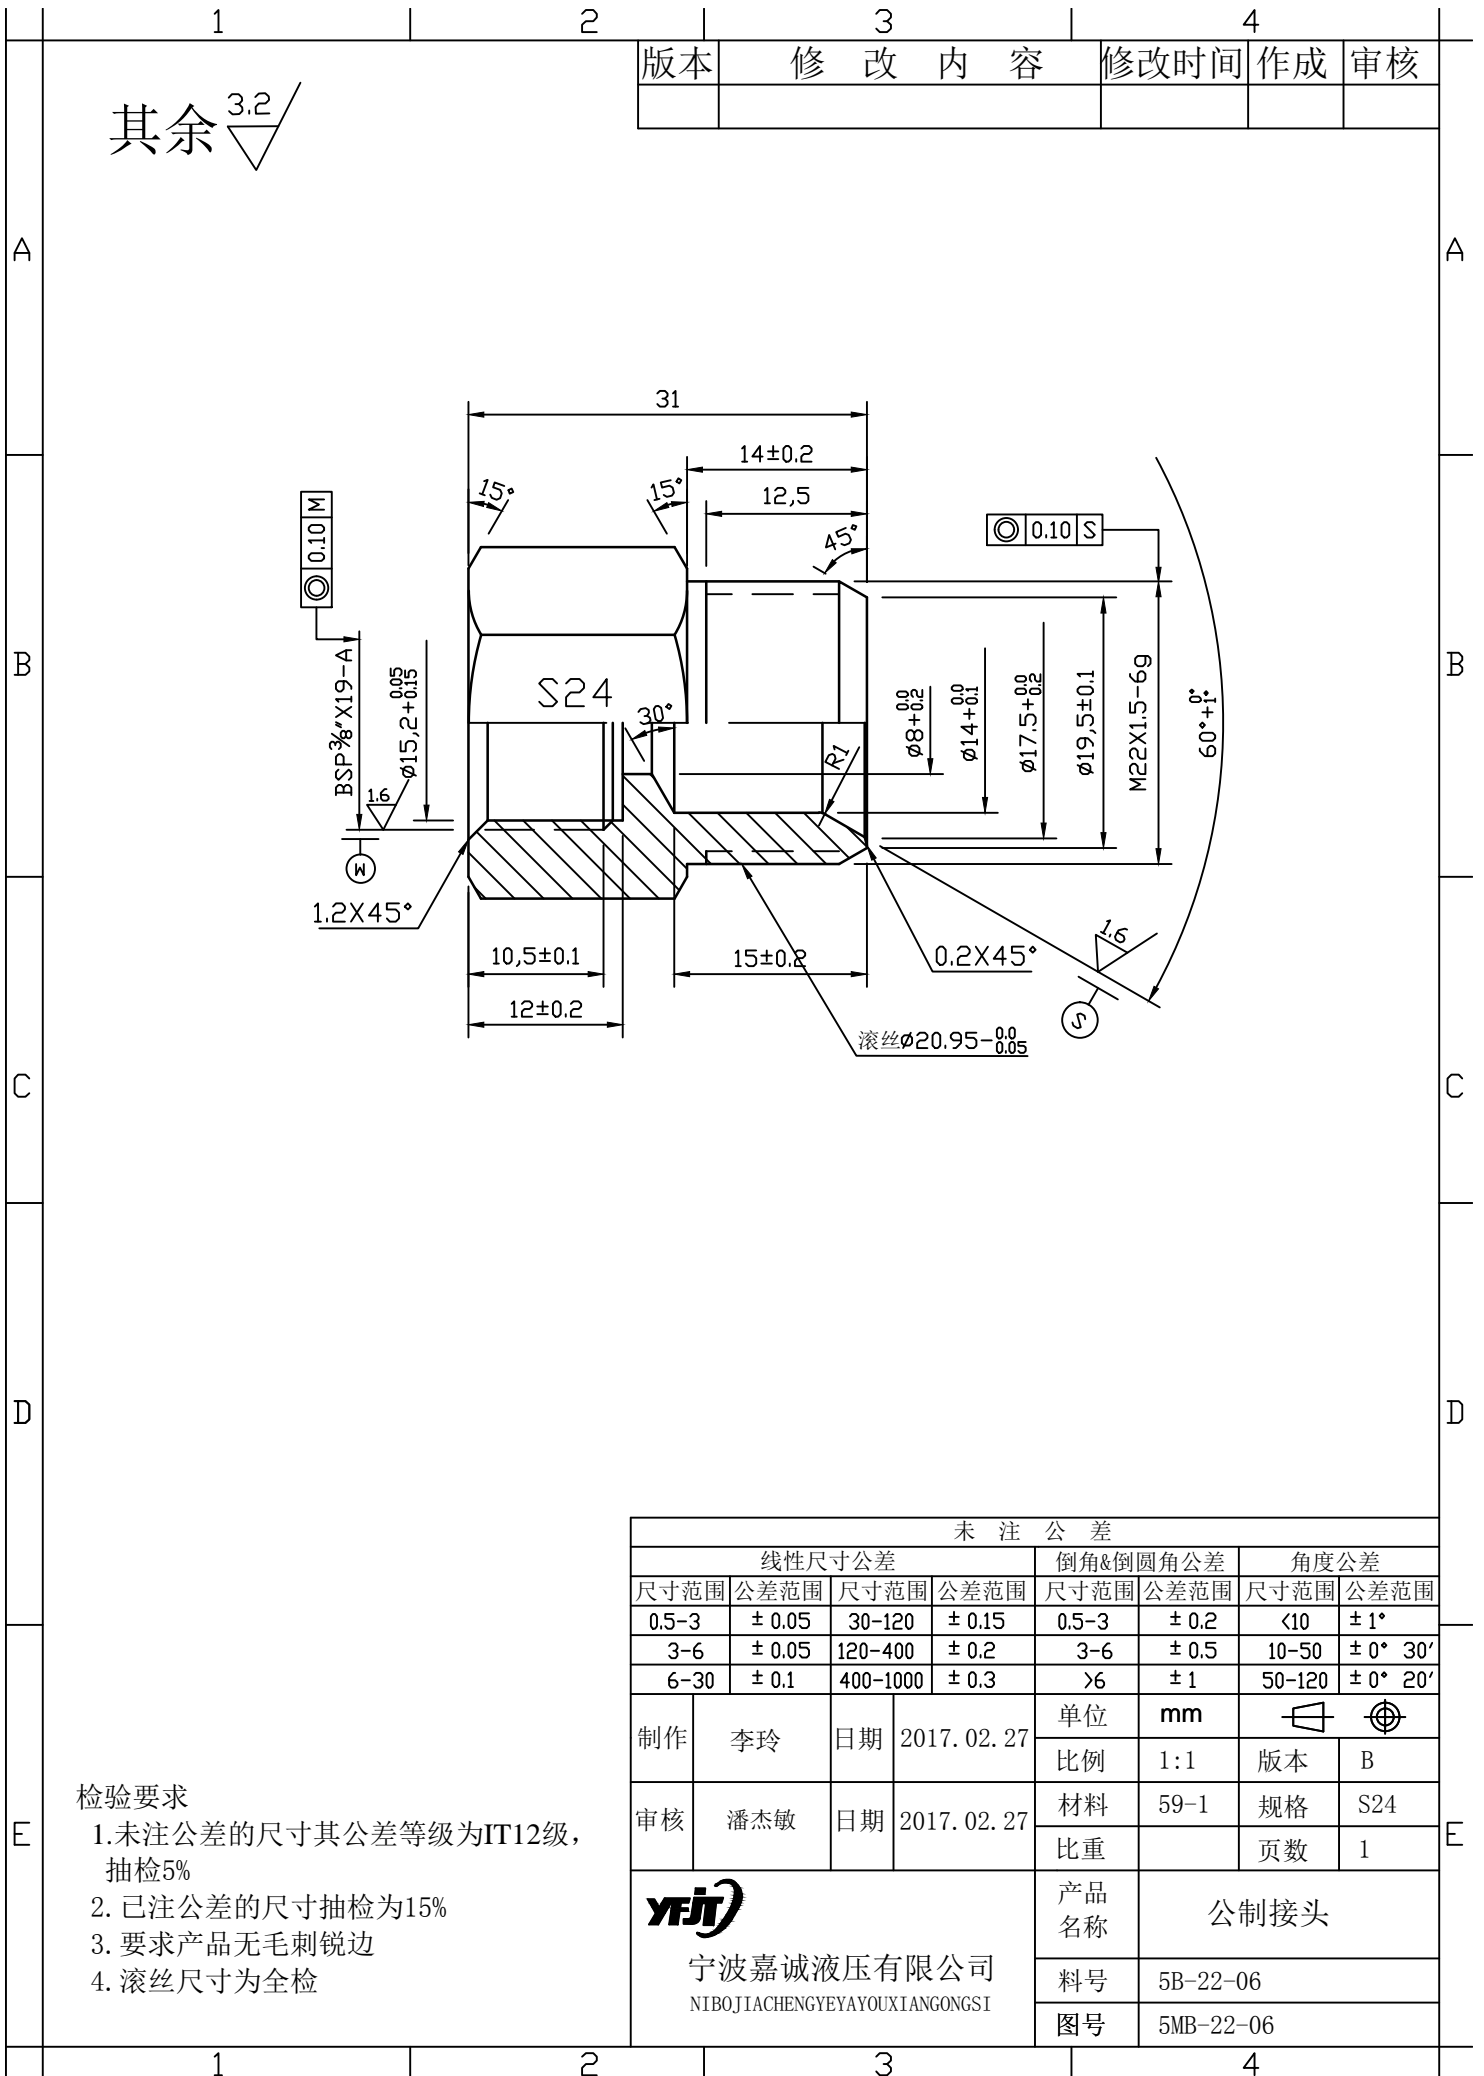 1 2 3 4
版本 修改内容 修改时间 作成 审核
其余 3.2
A A
31
14±0.2
12,5
15° 15°
45°
◎ 0.10 M
◎ 0.10 S
B B
S24
30°
BSP3/8"X19-A
ø15,2+0.05 0.15
1.6
M
R1
ø8+0.0 0.2
ø14+0.0 0.1
ø17.5+0.0 0.2
ø19,5±0.1
M22X1.5-6g
60°+0° 1°
1.2X45°
10,5±0.1
15±0.2
0.2X45°
1.6
S
12±0.2
滚丝ø20.95-0.0 0.05
C C
D D
未注公差
线性尺寸公差 倒角&倒圆角公差 角度公差
尺寸范围 公差范围 尺寸范围 公差范围 尺寸范围 公差范围 尺寸范围 公差范围
0.5-3 ±0.05 30-120 ±0.15 0.5-3 ±0.2 <10 ±1°
3-6 ±0.05 120-400 ±0.2 3-6 ±0.5 10-50 ±0° 30′
6-30 ±0.1 400-1000 ±0.3 >6 ±1 50-120 ±0° 20′
制作 李玲 日期 2017.02.27
单位 mm
比例 1:1 版本 B
审核 潘杰敏 日期 2017.02.27
材料 59-1 规格 S24
比重 页数 1
E E
检验要求
1.未注公差的尺寸其公差等级为IT12级，
抽检5%
2.已注公差的尺寸抽检为15%
3.要求产品无毛刺锐边
4.滚丝尺寸为全检
YFJT
宁波嘉诚液压有限公司
NIBOJIACHENGYEYAYOUXIANGONGSI
产品名称 公制接头
料号 5B-22-06
图号 5MB-22-06
1 2 3 4